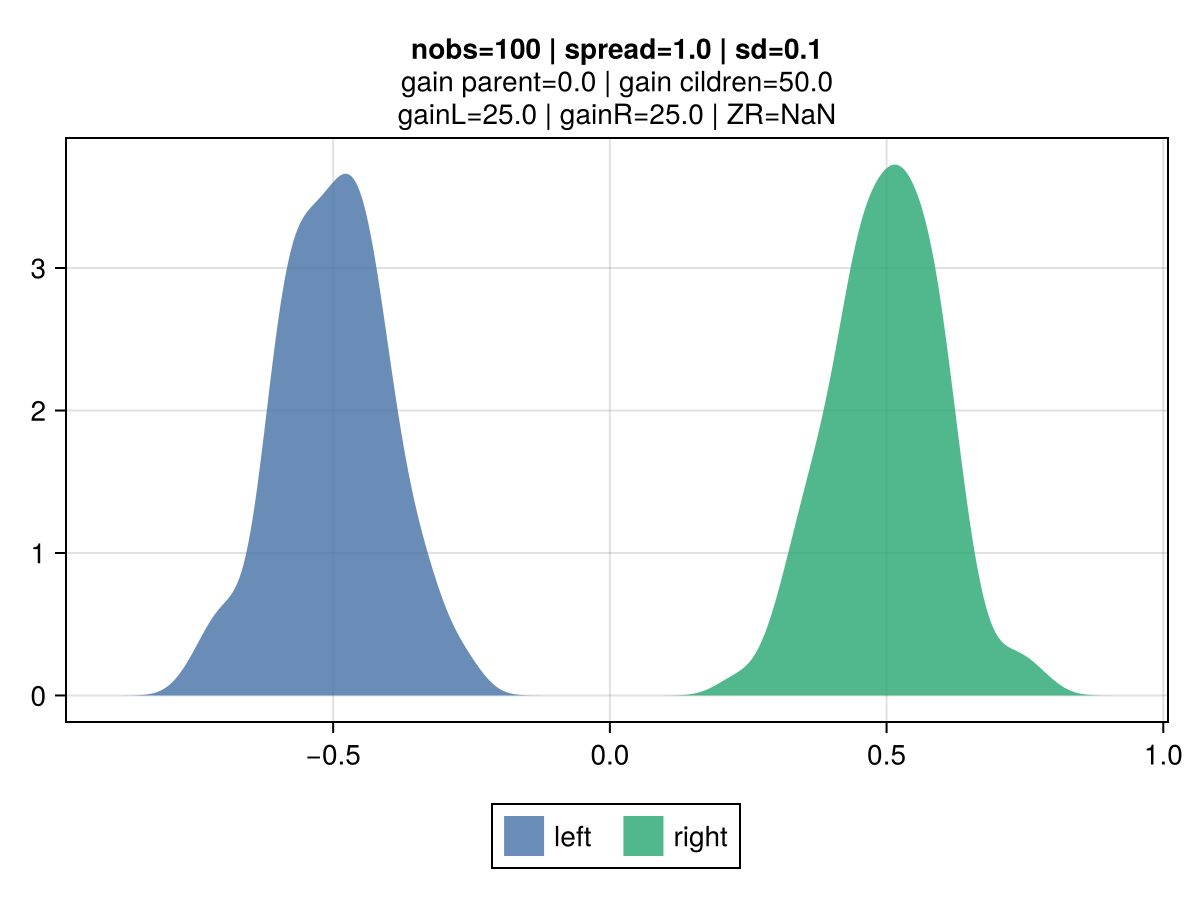 nobs=100 | spread=1.0 | sd=0.1
gain parent=0.0 | gain cildren=50.0
gainL=25.0 | gainR=25.0 | ZR=NaN
3
2
1
0
−0.5 0.0 0.5 1.0
left right